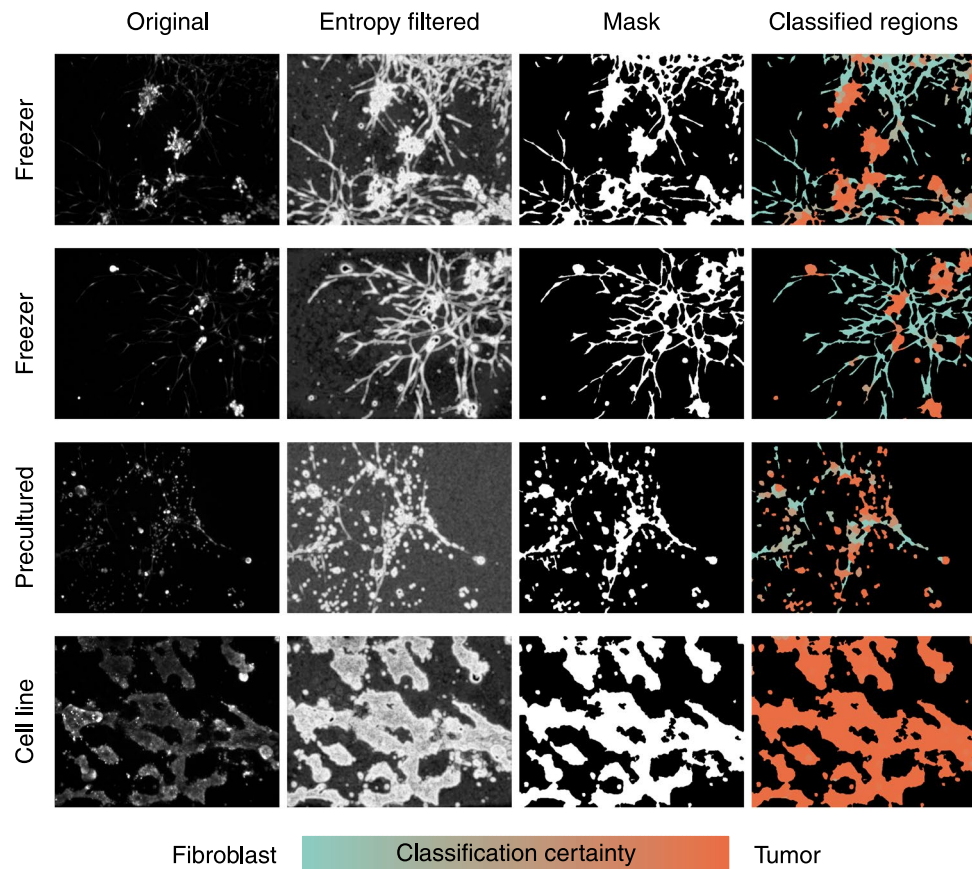 Original Entropy filtered Mask Classified regions
Freezer
Freezer
Precultured
Cell line
Fibroblast Classification certainty Tumor